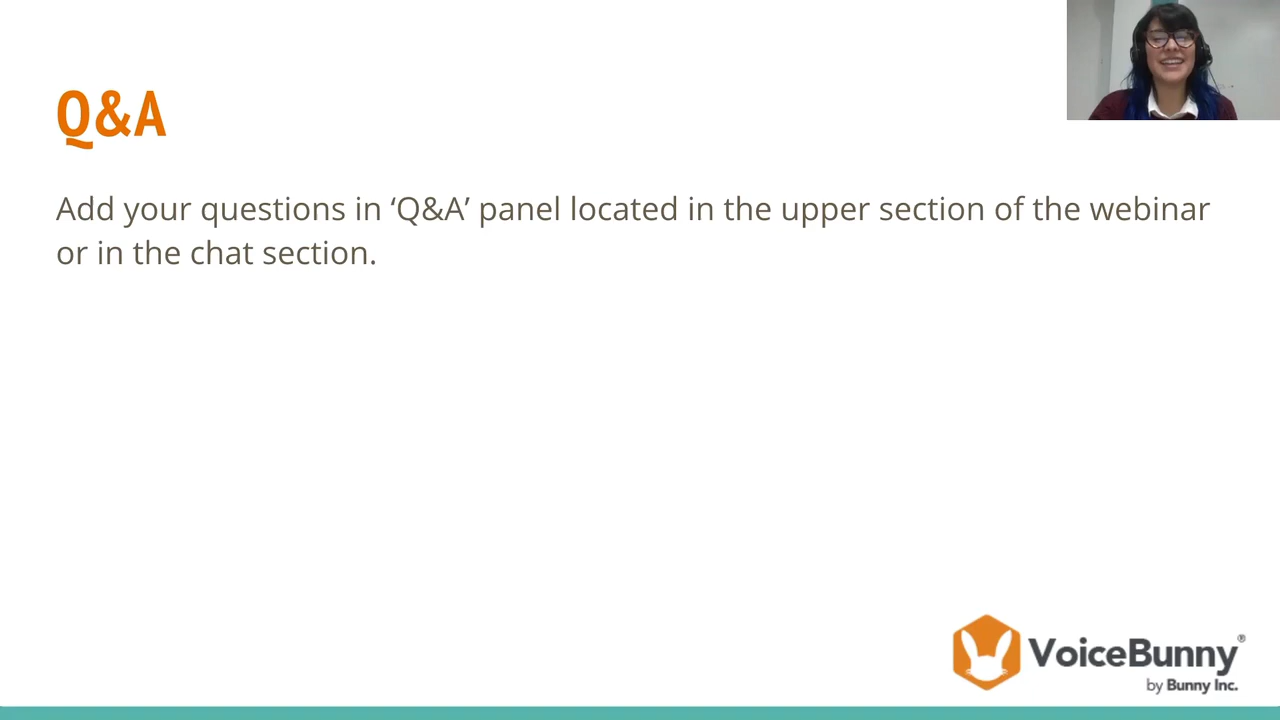 Q&A
Add your questions in ‘Q&A’ panel located in the upper section of the webinar
or in the chat section.
VoiceBunny®
by Bunny Inc.